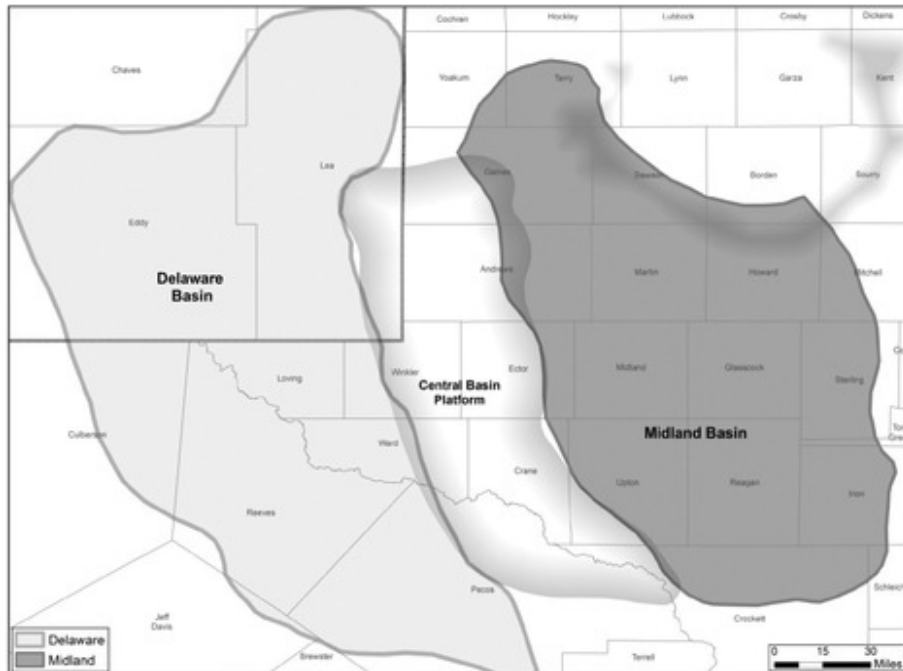 Cochran
Hockley
Lubbock
Crosby
Dickens
Chaves
Yoakum
Terry
Lynn
Garza
Kent
Lea
Gaines
Dawson
Borden
Scurry
Eddy
Delaware
Basin
Andrews
Martin
Howard
Mitchell
Loving
Winkler
Ector
Midland
Glasscock
Sterling
Central Basin
Platform
Culberson
Ward
Midland Basin
Crane
Upton
Reagan
Irion
Reeves
Pecos
Schleich
Jeff
Davis
Crockett
Brewster
Terrell
Delaware
Midland
0 15 30
Miles